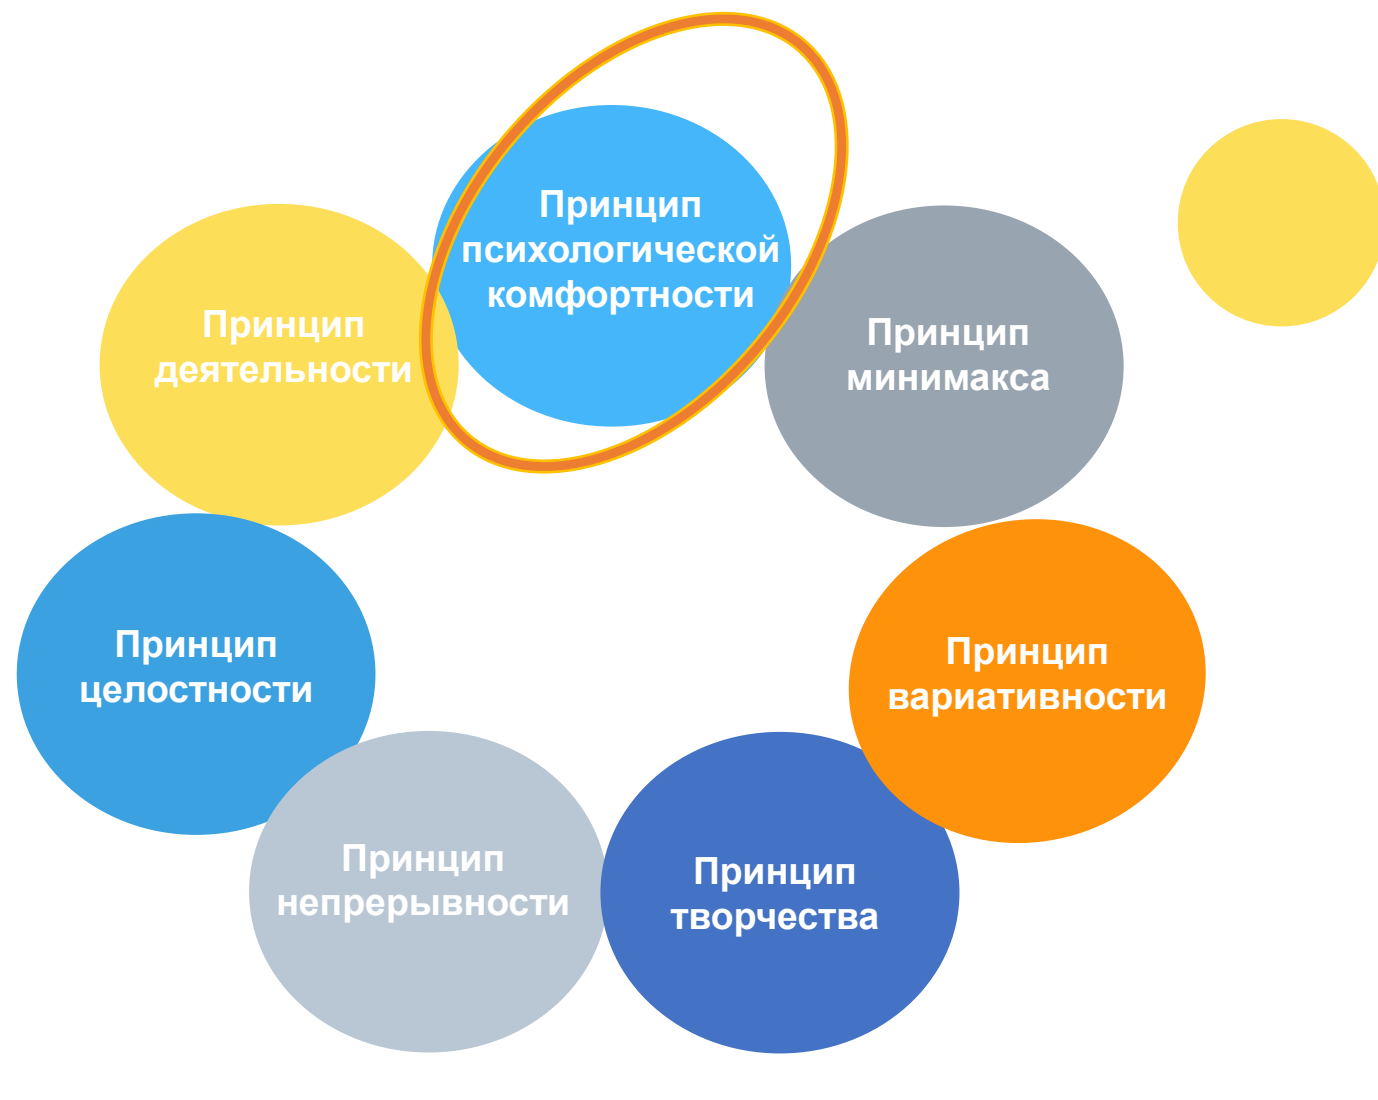 Принцип
психологической
комфортности
Принцип
деятельности
Принцип
минимакса
Принцип
целостности
Принцип
вариативности
Принцип
непрерывности
Принцип
творчества